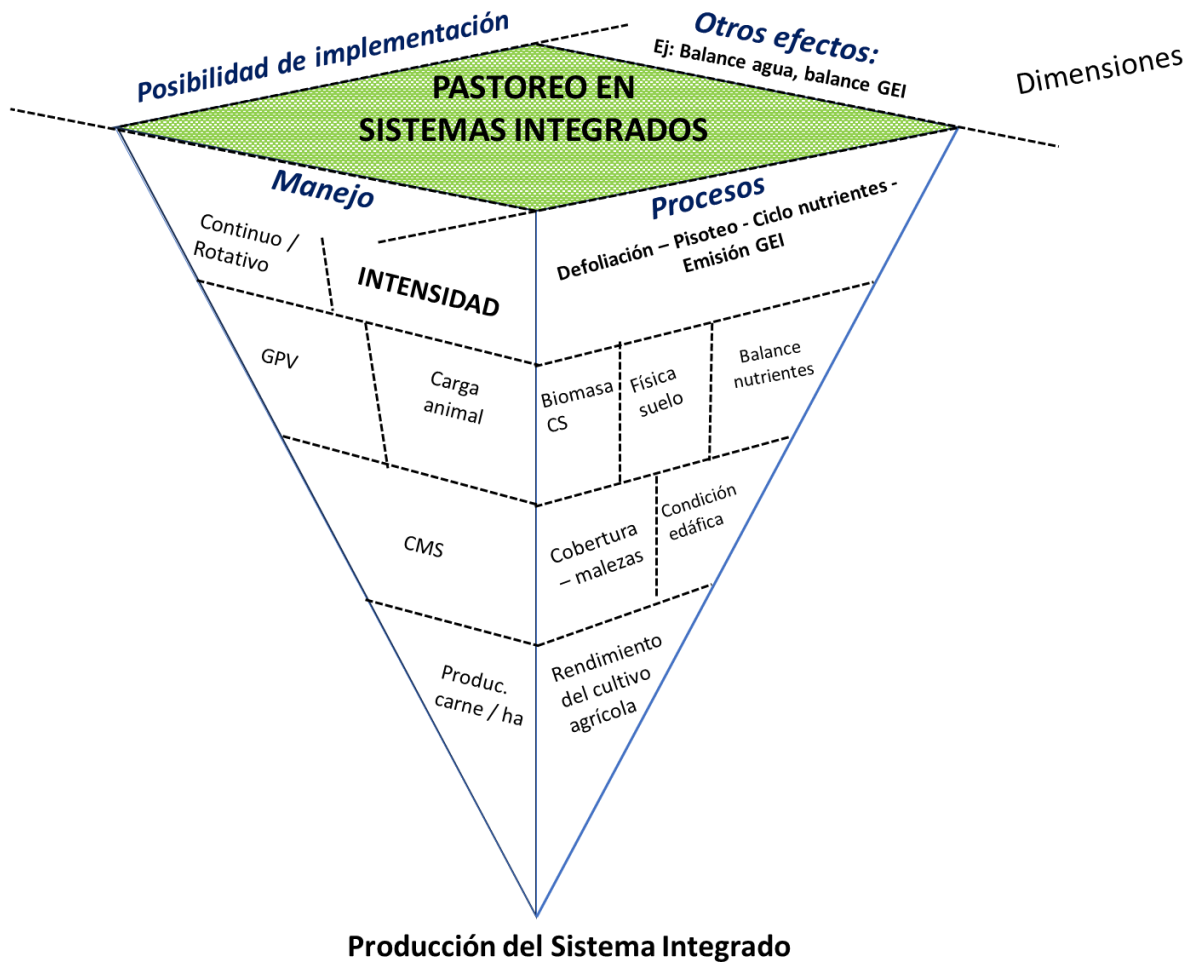 Posibilidad de implementación
Otros efectos:
Ej: Balance agua, balance GEI
Dimensiones
PASTOREO EN
SISTEMAS INTEGRADOS
Manejo
Procesos
Continuo /
Rotativo
INTENSIDAD
Defoliación – Pisoteo - Ciclo nutrientes -
Emisión GEI
GPV
Carga
animal
Biomasa
CS
Física
suelo
Balance
nutrientes
CMS
Cobertura
– malezas
Condición
edáfica
Produc.
carne / ha
Rendimiento
del cultivo
agrícola
Producción del Sistema Integrado